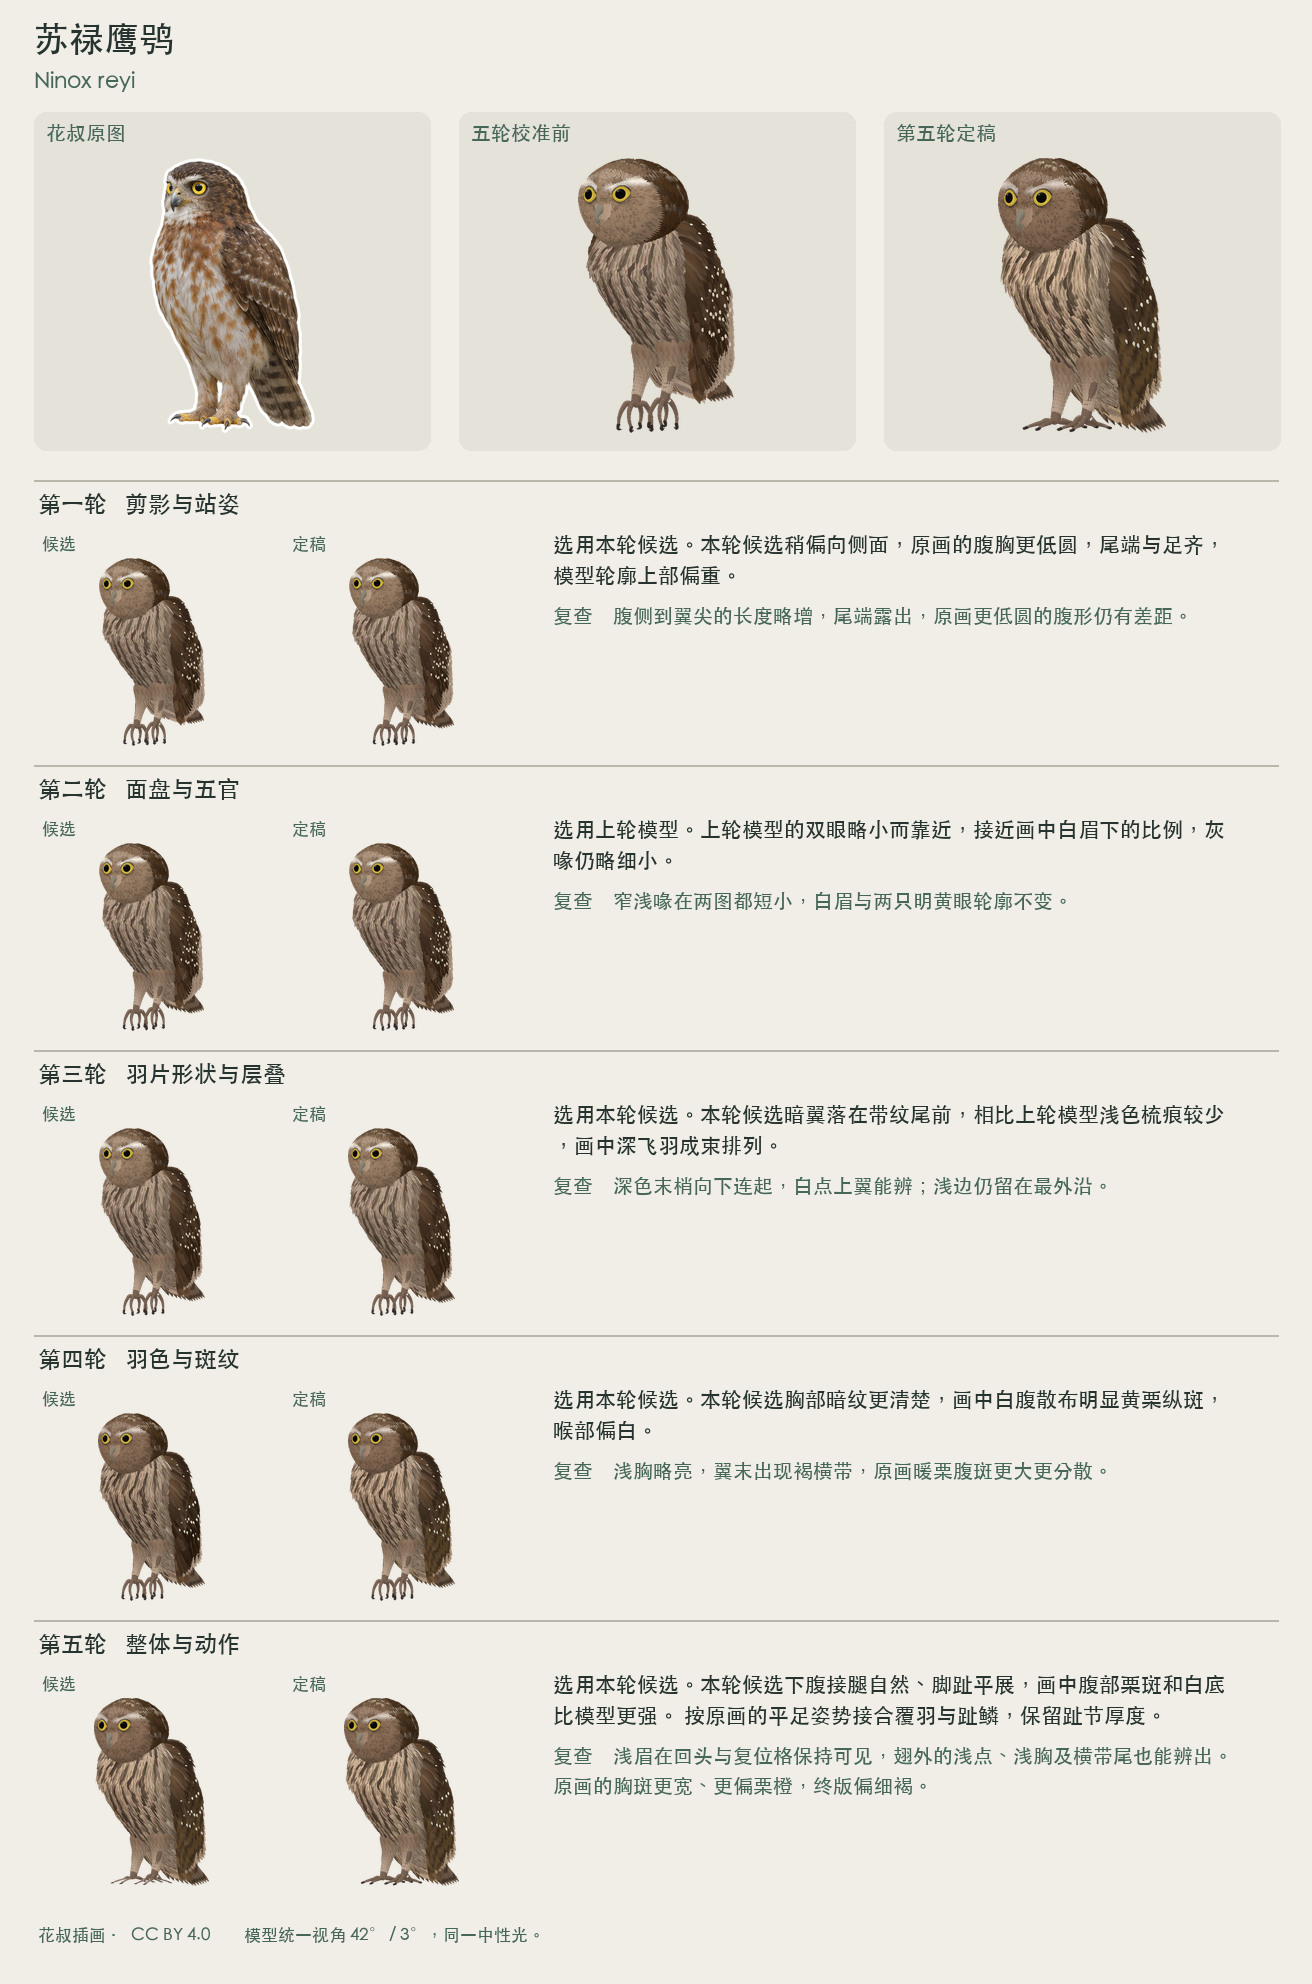 苏禄鹰鸮
Ninox reyi
花叔原图
五轮校准前
第五轮定稿
第一轮 剪影与站姿
候选
定稿
选用本轮候选。本轮候选稍偏向侧面，原画的腹胸更低圆，尾端与足齐，
模型轮廓上部偏重。
复查 腹侧到翼尖的长度略增，尾端露出，原画更低圆的腹形仍有差距。
第二轮 面盘与五官
候选
定稿
选用上轮模型。上轮模型的双眼略小而靠近，接近画中白眉下的比例，灰
喙仍略细小。
复查 窄浅喙在两图都短小，白眉与两只明黄眼轮廓不变。
第三轮 羽片形状与层叠
候选
定稿
选用本轮候选。本轮候选暗翼落在带纹尾前，相比上轮模型浅色梳痕较少
，画中深飞羽成束排列。
复查 深色末梢向下连起，白点上翼能辨；浅边仍留在最外沿。
第四轮 羽色与斑纹
候选
定稿
选用本轮候选。本轮候选胸部暗纹更清楚，画中白腹散布明显黄栗纵斑，
喉部偏白。
复查 浅胸略亮，翼末出现褐横带，原画暖栗腹斑更大更分散。
第五轮 整体与动作
候选
定稿
选用本轮候选。本轮候选下腹接腿自然、脚趾平展，画中腹部栗斑和白底
比模型更强。 按原画的平足姿势接合覆羽与趾鳞，保留趾节厚度。
复查 浅眉在回头与复位格保持可见，翅外的浅点、浅胸及横带尾也能辨出。
原画的胸斑更宽、更偏栗橙，终版偏细褐。
花叔插画 · CC BY 4.0 模型统一视角 42° / 3° ，同一中性光。